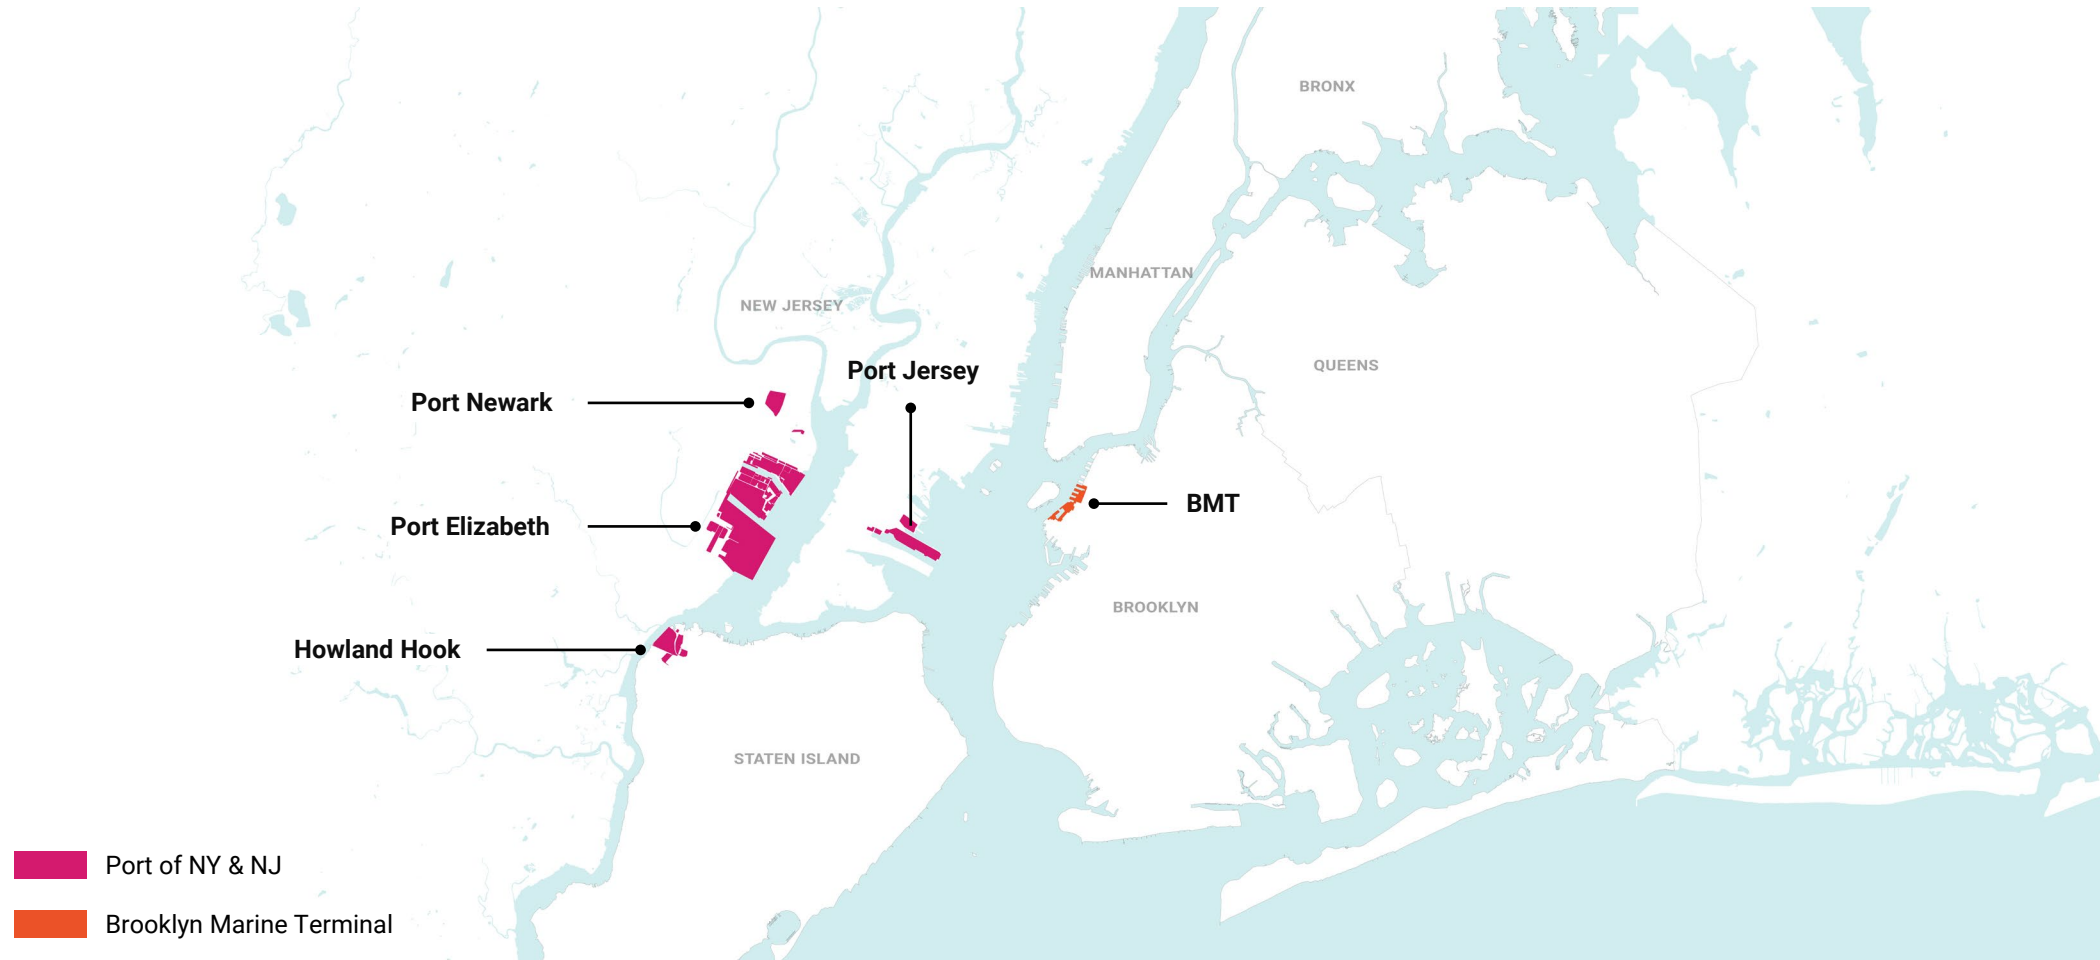 BRONX
MANHATTAN
NEW JERSEY
QUEENS
Port Jersey
Port Newark
BMT
Port Elizabeth
BROOKLYN
Howland Hook
STATEN ISLAND
Port of NY & NJ
Brooklyn Marine Terminal